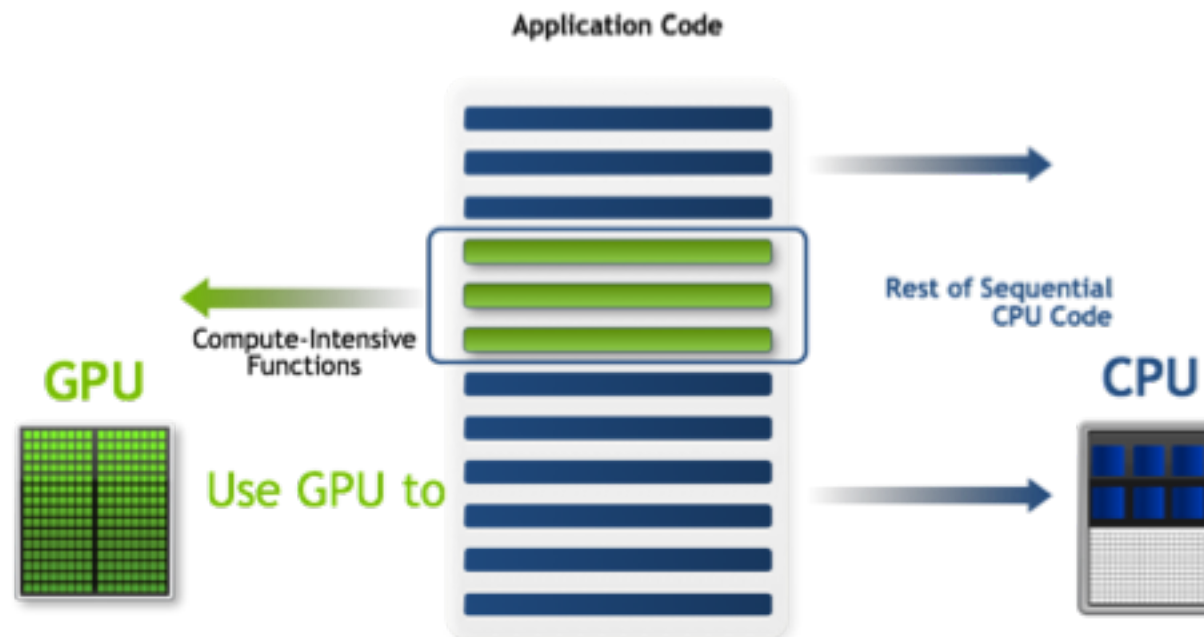 Application Code
Rest of Sequential
CPU Code
Compute-Intensive
Functions
GPU
CPU
Use GPU to